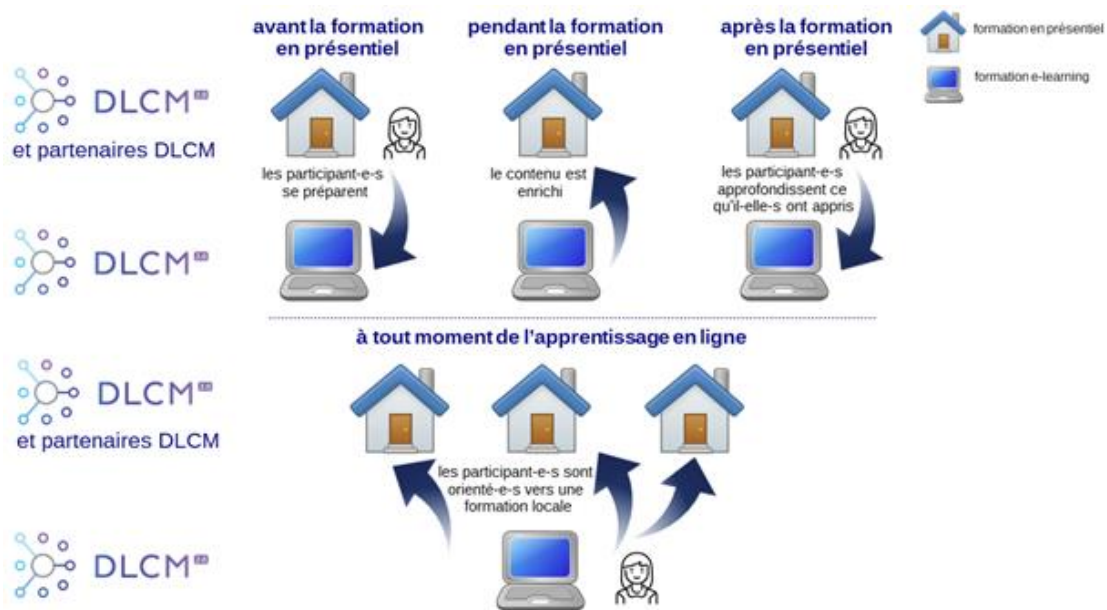 avant la formation
en présentiel
pendant la formation
en présentiel
après la formation
en présentiel
formation en présentiel
formation e-learning
DLCM
et partenaires DLCM
les participant-e-s
se préparent
le contenu est
enrichi
les participant-e-s
approfondissent ce
qu'il-elle-s ont appris
DLCM
à tout moment de l'apprentissage en ligne
DLCM
et partenaires DLCM
les participant-e-s sont
orienté-e-s vers une
formation locale
DLCM